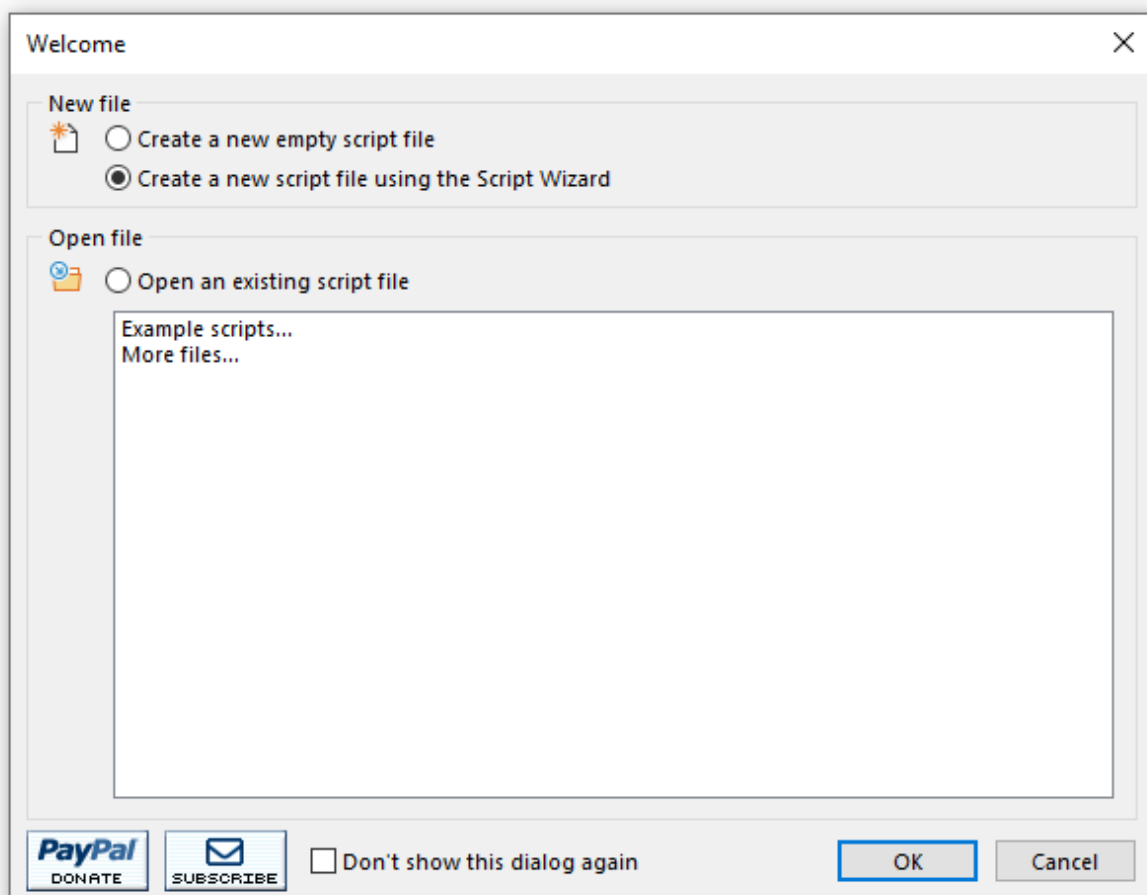 Welcome
New file
Create a new empty script file
Create a new script file using the Script Wizard
Open file
Open an existing script file
Example scripts...
More files...
PayPal
DONATE
SUBSCRIBE
Don't show this dialog again
OK
Cancel